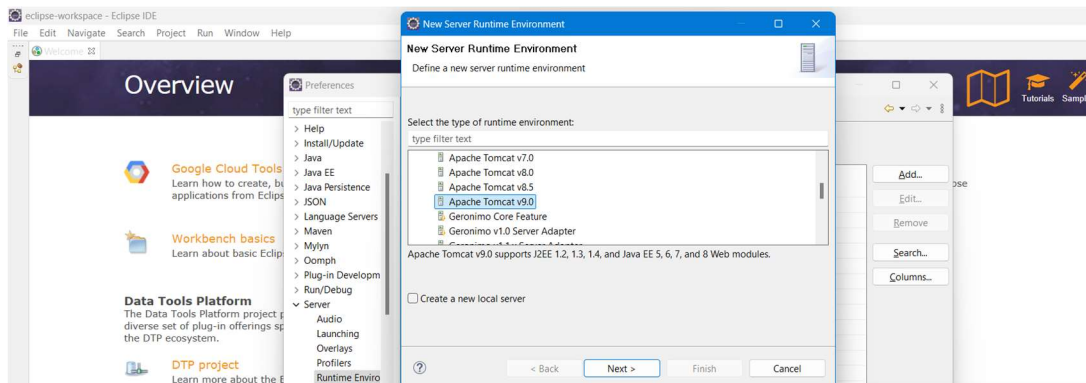 eclipse-workspace - Eclipse IDE
File Edit Navigate Search Project Run Window Help
Welcome
Overview
Tutorials
Google Cloud Tools
Learn how to create,
applications from
Workbench basics
Learn about basic
Data Tools Platform
The Data Tools Platform project
diverse set of plug-in offerings
the DTP ecosystem.
DTP project
Learn more about the
Preferences
type filter text
Help
Install/Update
Java
Java EE
Java Persistence
JSON
Language Servers
Maven
Mylyn
Oomph
Plug-in Developm
Run/Debug
Server
Audio
Launching
Overlays
Profilers
Runtime Enviro
New Server Runtime Environment
New Server Runtime Environment
Define a new server runtime environment
Select the type of runtime environment:
type filter text
Apache Tomcat v7.0
Apache Tomcat v8.0
Apache Tomcat v8.5
Apache Tomcat v9.0
Geronimo Core Feature
Geronimo v1.0 Server Adapter
Apache Tomcat v9.0 supports J2EE 1.2, 1.3, 1.4, and Java EE 5, 6, 7, and 8 Web modules.
Create a new local server
< Back
Next >
Finish
Cancel
Add...
Edit...
Remove
Search...
Columns...